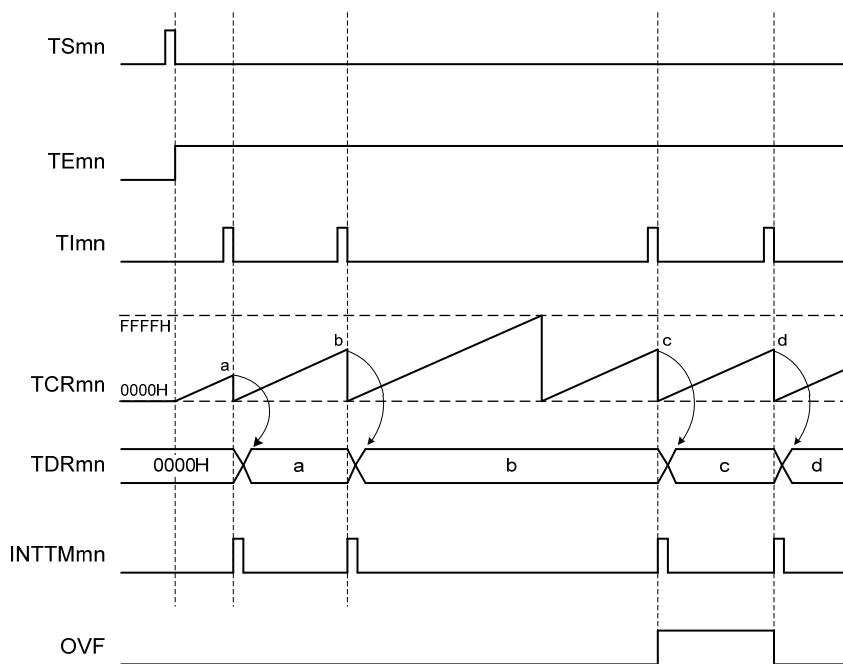 TSmn
TEmn
TImn
FFFFH
b c d
a
TCRmn 0000H
TDRmn 0000H a b c d
INTTMmn
OVF